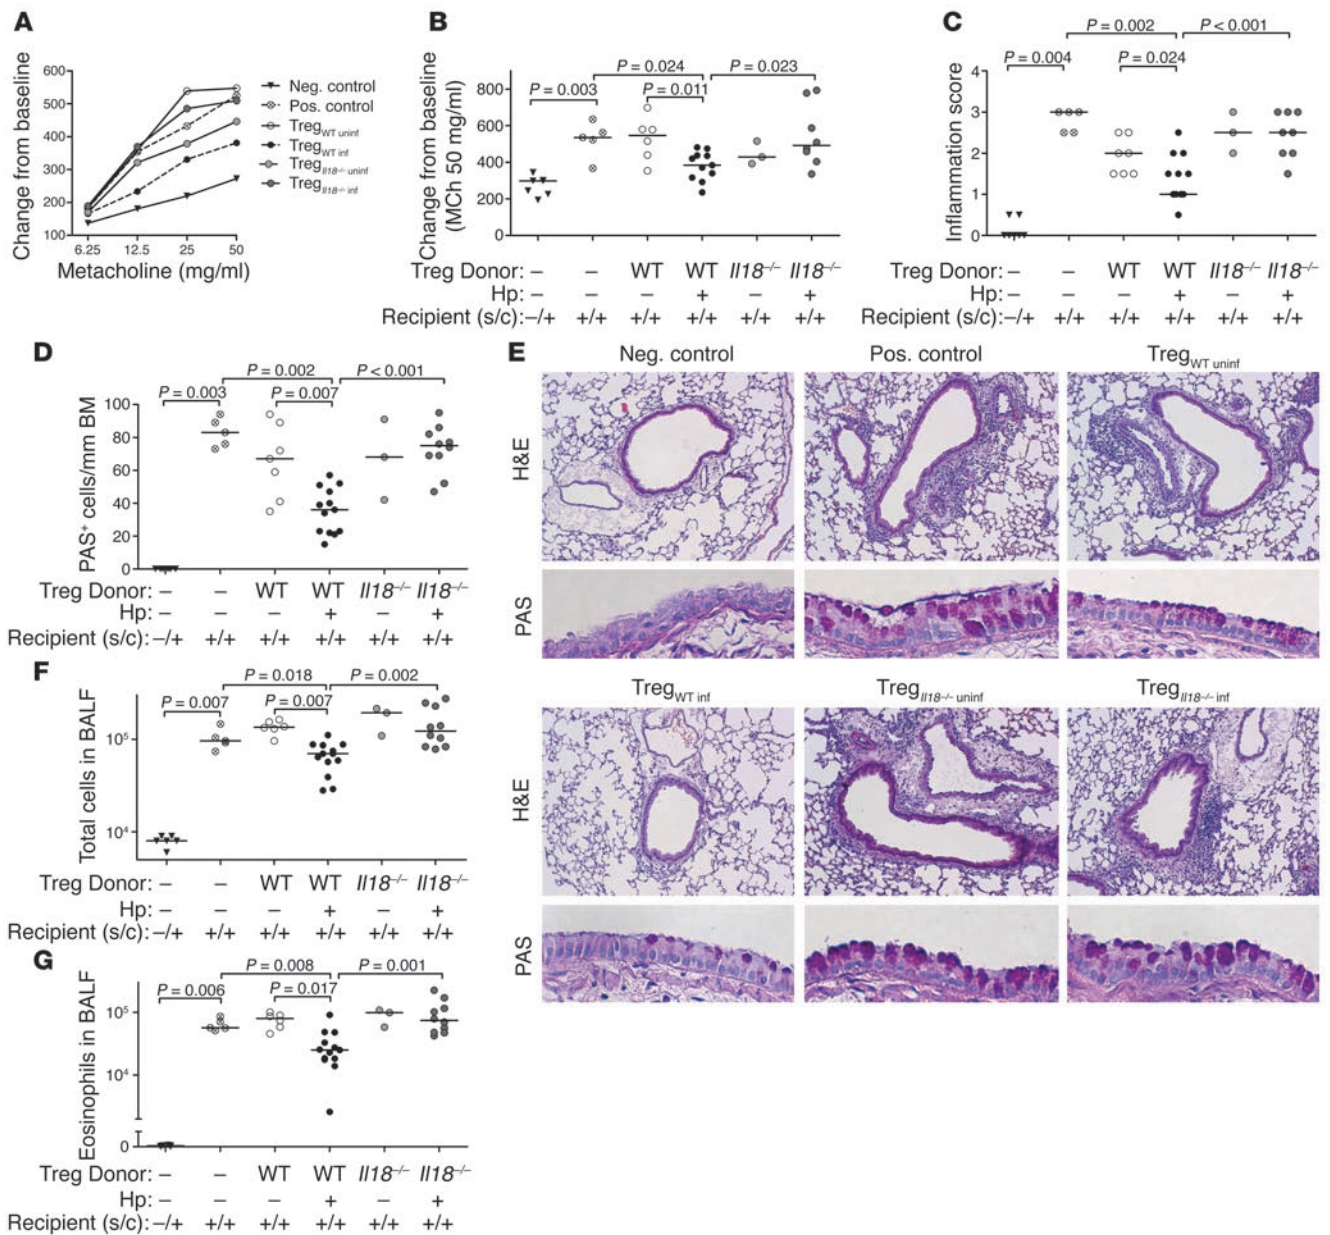 A
Change from baseline
600
500
400
300
200
100
6.25
12.5
25
50
Metacholine (mg/ml)
Neg. control
Pos. control
Treg WT uninf
Treg WT inf
Treg Il18–/– uninf
Treg Il18–/– inf
B
Change from baseline
(MCh 50 mg/ml)
800
600
400
200
0
P = 0.003
P = 0.024
P = 0.011
P = 0.023
Treg Donor: – – WT WT Il18–/– Il18–/–
Hp: – – – + – +
Recipient (s/c): –/+ +/+ +/+ +/+ +/+ +/+
C
Inflammation score
4
3
2
1
0
P = 0.004
P = 0.002
P = 0.024
P < 0.001
Treg Donor: – – WT WT Il18–/– Il18–/–
Hp: – – – + – +
Recipient (s/c): –/+ +/+ +/+ +/+ +/+ +/+
D
PAS+ cells/mm BM
100
80
60
40
20
0
P = 0.003
P = 0.002
P = 0.007
P < 0.001
Treg Donor: – – WT WT Il18–/– Il18–/–
Hp: – – – + – +
Recipient (s/c): –/+ +/+ +/+ +/+ +/+ +/+
E
Neg. control
Pos. control
Treg WT uninf
H&E
PAS
Treg WT inf
Treg Il18–/– uninf
Treg Il18–/– inf
H&E
PAS
F
Total cells in BALF
10^5
10^4
P = 0.007
P = 0.018
P = 0.007
P = 0.002
Treg Donor: – – WT WT Il18–/– Il18–/–
Hp: – – – + – +
Recipient (s/c): –/+ +/+ +/+ +/+ +/+ +/+
G
Eosinophils in BALF
10^5
10^4
0
P = 0.006
P = 0.008
P = 0.017
P = 0.001
Treg Donor: – – WT WT Il18–/– Il18–/–
Hp: – – – + – +
Recipient (s/c): –/+ +/+ +/+ +/+ +/+ +/+